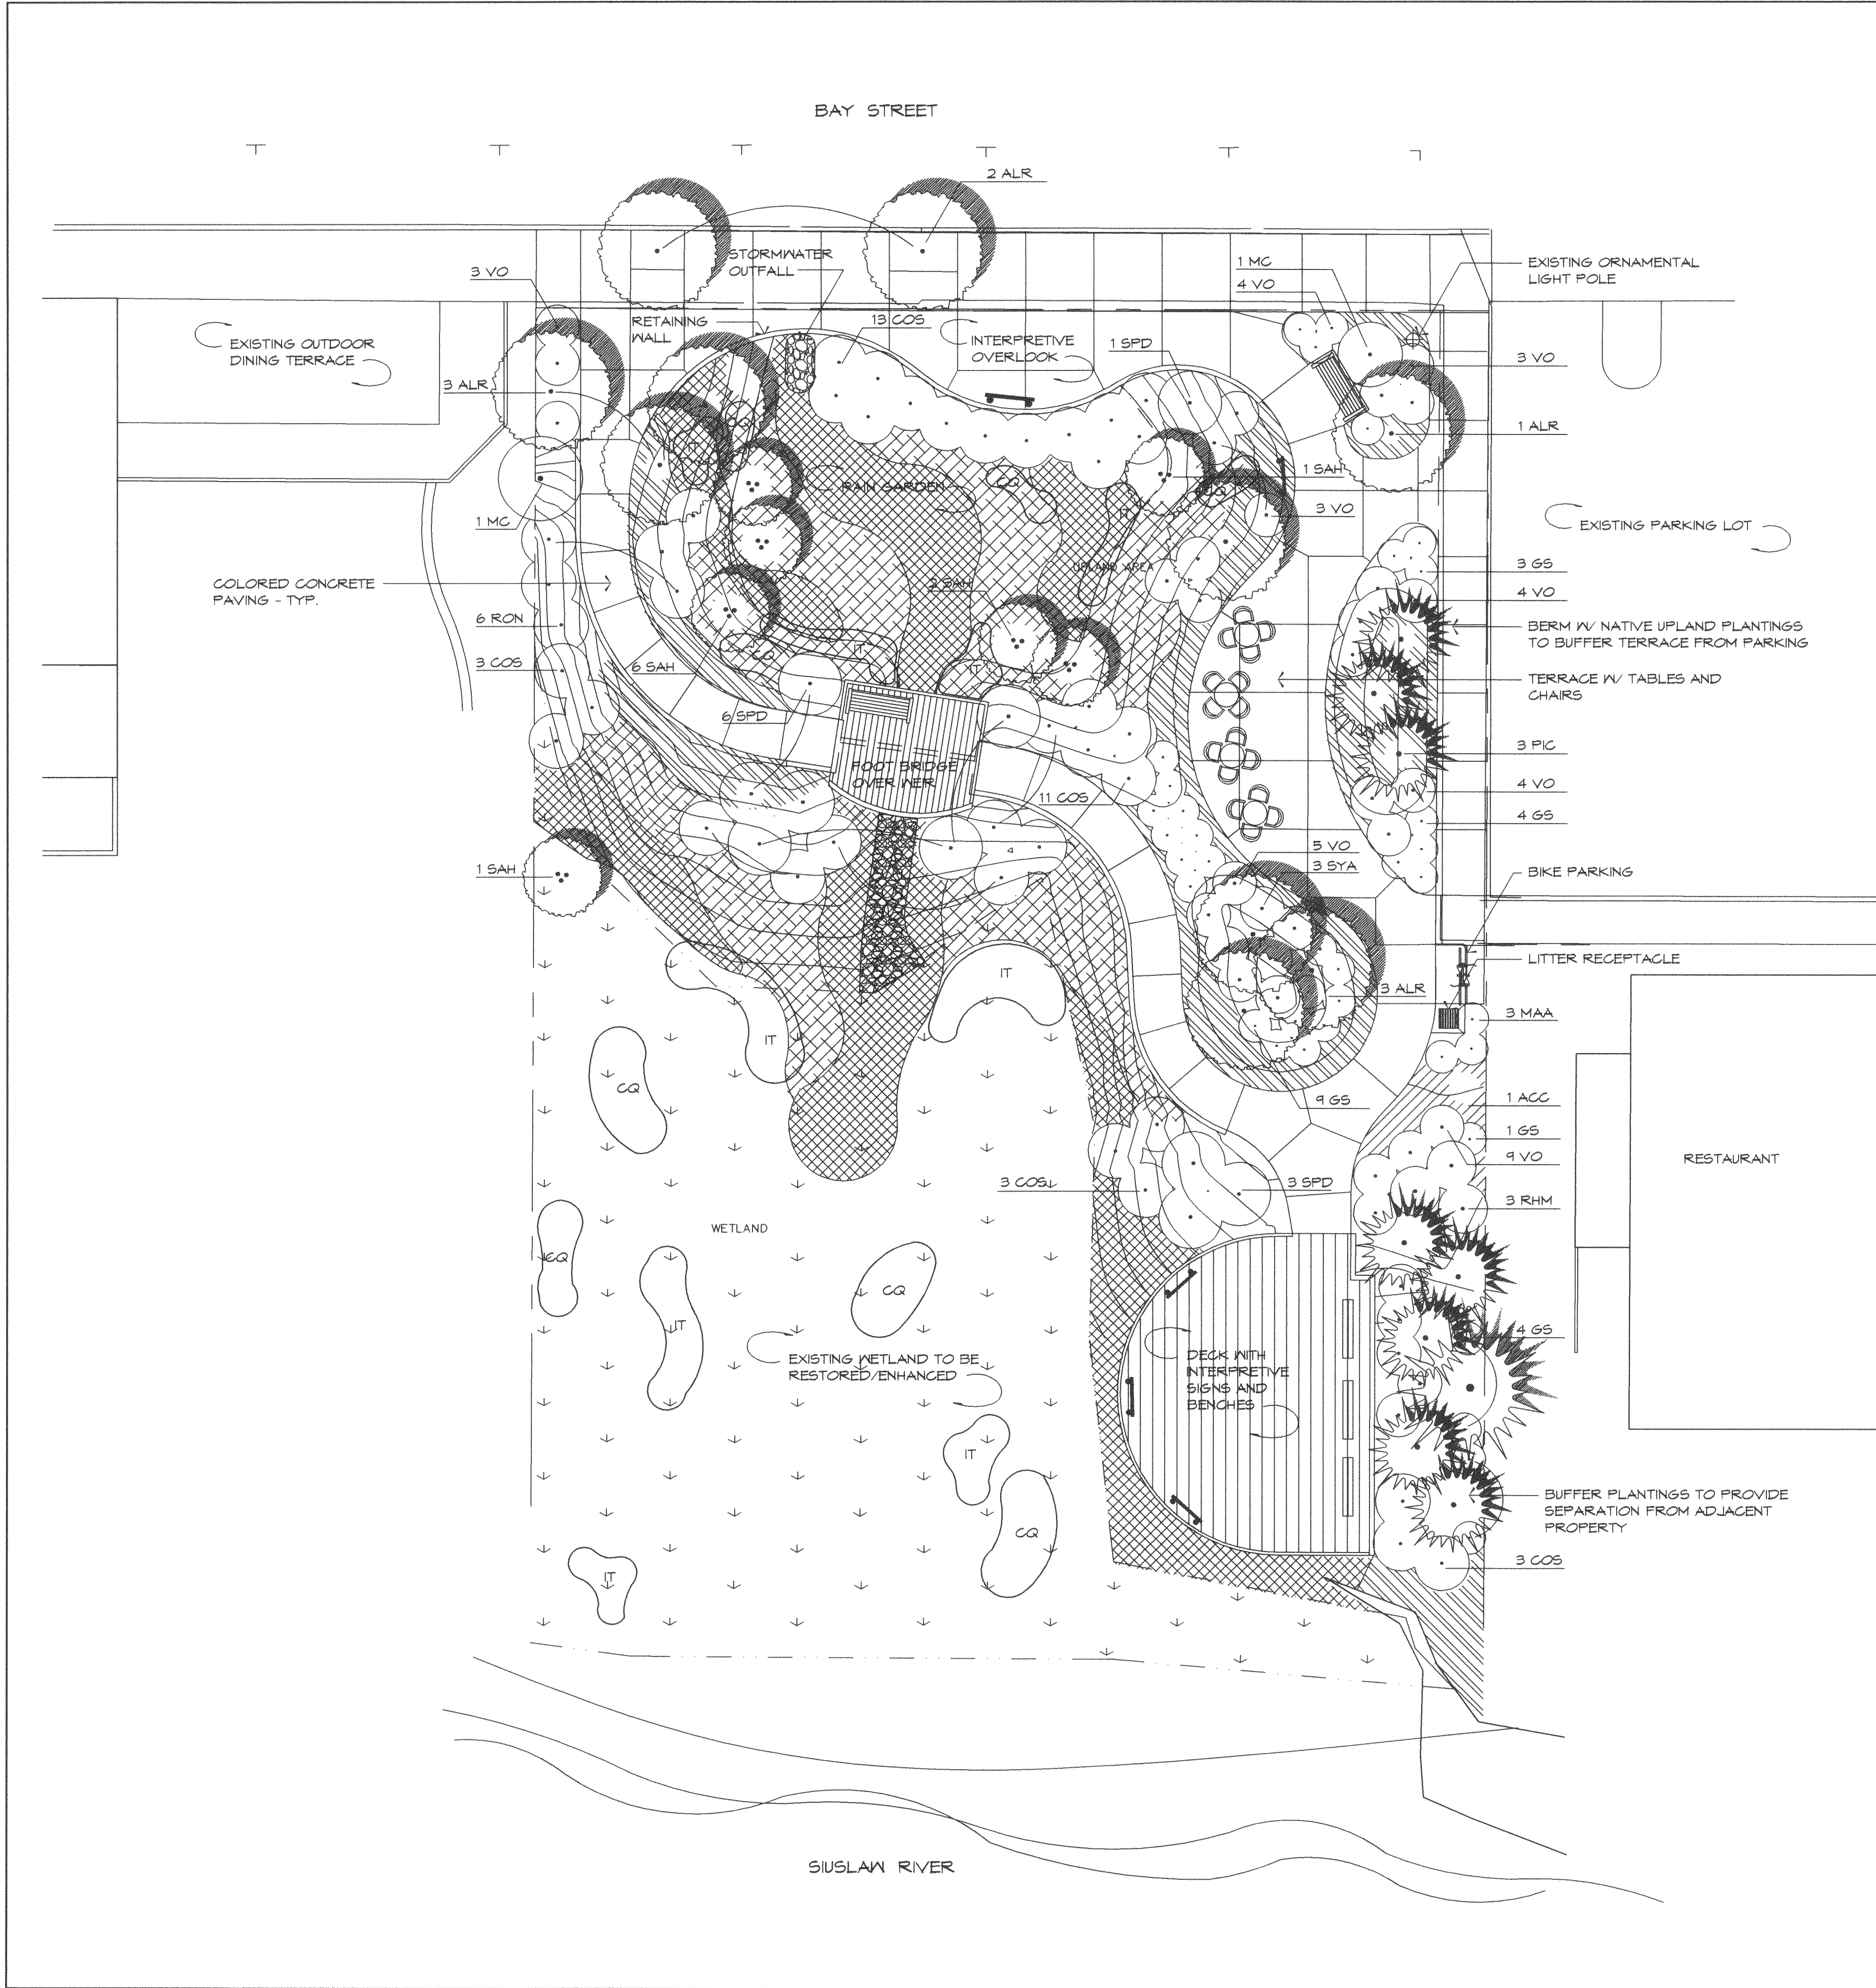 BAY STREET
2 ALR
STORMWATER
OUTFALL
3 VO
1 MC
4 VO
EXISTING ORNAMENTAL
LIGHT POLE
RETAINING
WALL
13 COS
INTERPRETIVE
OVERLOOK
1 SPD
EXISTING OUTDOOR
DINING TERRACE
3 VO
3 ALR
CQ
IT
1 ALR
1 SAH
RAIN GARDEN
CQ
CQ
IT
3 VO
1 MC
EXISTING PARKING LOT
UPLAND AREA
3 GS
COLORED CONCRETE
PAVING - TYP.
2 SAH
4 VO
6 RON
BERM W/ NATIVE UPLAND PLANTINGS
TO BUFFER TERRACE FROM PARKING
CQ
IT
IT
3 COS
6 SAH
TERRACE W/ TABLES AND
CHAIRS
6 SPD
3 PIC
FOOT BRIDGE
OVER WEIR
11 COS
4 VO
4 GS
5 VO
3 SYA
1 SAH
BIKE PARKING
LITTER RECEPTACLE
IT
3 ALR
3 MAA
IT
CQ
9 GS
1 ACC
1 GS
9 VO
RESTAURANT
3 COS
3 SPD
3 RHM
WETLAND
CQ
CQ
IT
4 GS
EXISTING WETLAND TO BE
RESTORED/ENHANCED
DECK WITH
INTERPRETIVE
SIGNS AND
BENCHES
IT
CQ
BUFFER PLANTINGS TO PROVIDE
SEPARATION FROM ADJACENT
PROPERTY
3 COS
IT
SIUSLAW RIVER